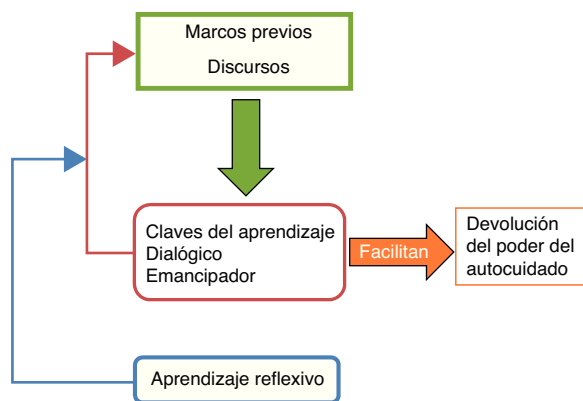 Marcos previos
Discursos
Claves del aprendizaje
Dialógico
Emancipador
Facilitan
Devolución
del poder del
autocuidado
Aprendizaje reflexivo